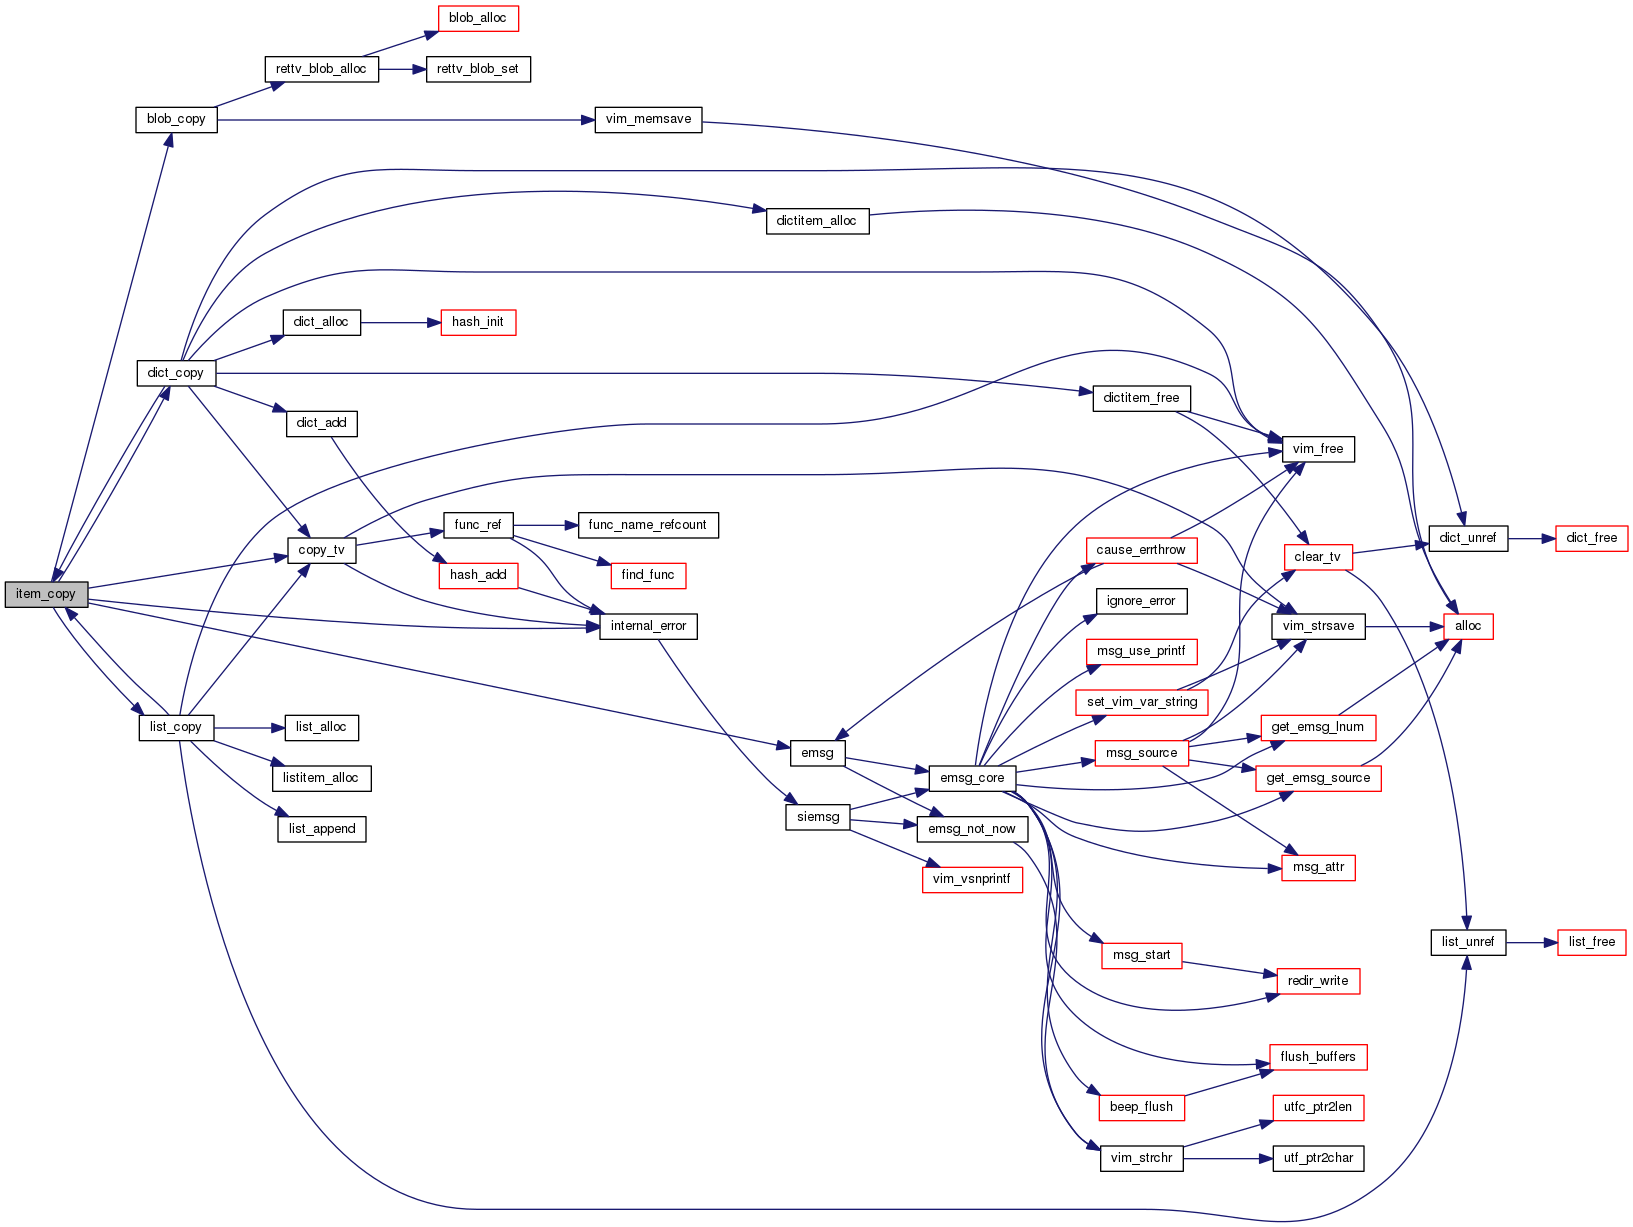 blob_alloc
rettv_blob_alloc
rettv_blob_set
blob_copy
vim_memsave
dictitem_alloc
dict_alloc
hash_init
dict_copy
dictitem_free
dict_add
vim_free
func_ref
func_name_refcount
dict_unref
dict_free
copy_tv
cause_errthrow
clear_tv
hash_add
find_func
item_copy
ignore_error
internal_error
vim_strsave
alloc
msg_use_printf
set_vim_var_string
list_copy
list_alloc
get_emsg_lnum
emsg
msg_source
listitem_alloc
emsg_core
get_emsg_source
siemsg
list_append
emsg_not_now
msg_attr
vim_vsnprintf
list_unref
list_free
msg_start
redir_write
flush_buffers
beep_flush
utfc_ptr2len
vim_strchr
utf_ptr2char